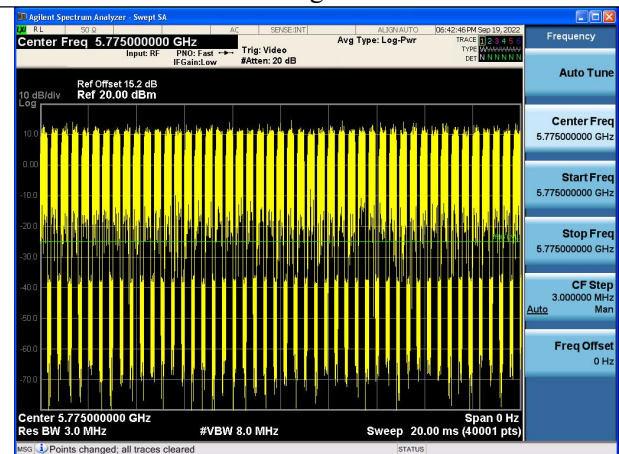 Agilent Spectrum Analyzer - Swept SA
RL 50 Ω AC SENSE:INT ALIGNAUTO 06:42:46 PM Sep 19, 2022
Center Freq 5.775000000 GHz
Input: RF PNO: Fast Trig: Video Avg Type: Log-Pwr TRACE 1 2 3 4 5 6
IFGain:Low #Atten: 20 dB TYPE
DET N N N N N N
Ref Offset 15.2 dB
10 dB/div Ref 20.00 dBm
Log
10.0
0.00
-10.0
-20.0
-30.0
-40.0
-50.0
-60.0
-70.0
Center 5.775000000 GHz Span 0 Hz
Res BW 3.0 MHz #VBW 8.0 MHz Sweep 20.00 ms (40001 pts)
MSG Points changed; all traces cleared STATUS
Frequency
Auto Tune
Center Freq
5.775000000 GHz
Start Freq
5.775000000 GHz
Stop Freq
5.775000000 GHz
CF Step
3.000000 MHz
Auto Man
Freq Offset
0 Hz